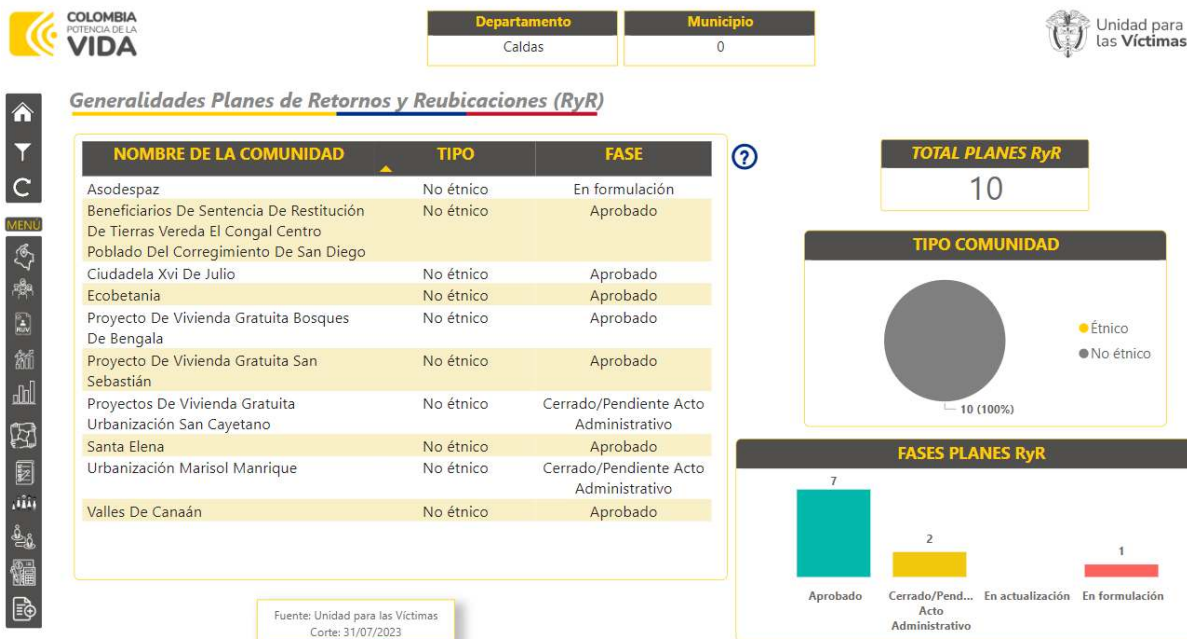 COLOMBIA
POTENCIA DE LA
VIDA
Departamento
Caldas
Municipio
0
Unidad para
las Víctimas
Generalidades Planes de Retornos y Reubicaciones (RyR)
MENÚ
RUV
NOMBRE DE LA COMUNIDAD TIPO FASE
Asodespaz No étnico En formulación
Beneficiarios De Sentencia De Restitución No étnico Aprobado
De Tierras Vereda El Congal Centro
Poblado Del Corregimiento De San Diego
Ciudadela Xvi De Julio No étnico Aprobado
Ecobetania No étnico Aprobado
Proyecto De Vivienda Gratuita Bosques No étnico Aprobado
De Bengala
Proyecto De Vivienda Gratuita San No étnico Aprobado
Sebastián
Proyectos De Vivienda Gratuita No étnico Cerrado/Pendiente Acto
Urbanización San Cayetano Administrativo
Santa Elena No étnico Aprobado
Urbanización Marisol Manrique No étnico Cerrado/Pendiente Acto
Administrativo
Valles De Canaán No étnico Aprobado
?
TOTAL PLANES RyR
10
TIPO COMUNIDAD
Étnico
No étnico
10 (100%)
FASES PLANES RyR
7
2
1
Aprobado Cerrado/Pend... En actualización En formulación
Acto
Administrativo
Fuente: Unidad para las Víctimas
Corte: 31/07/2023